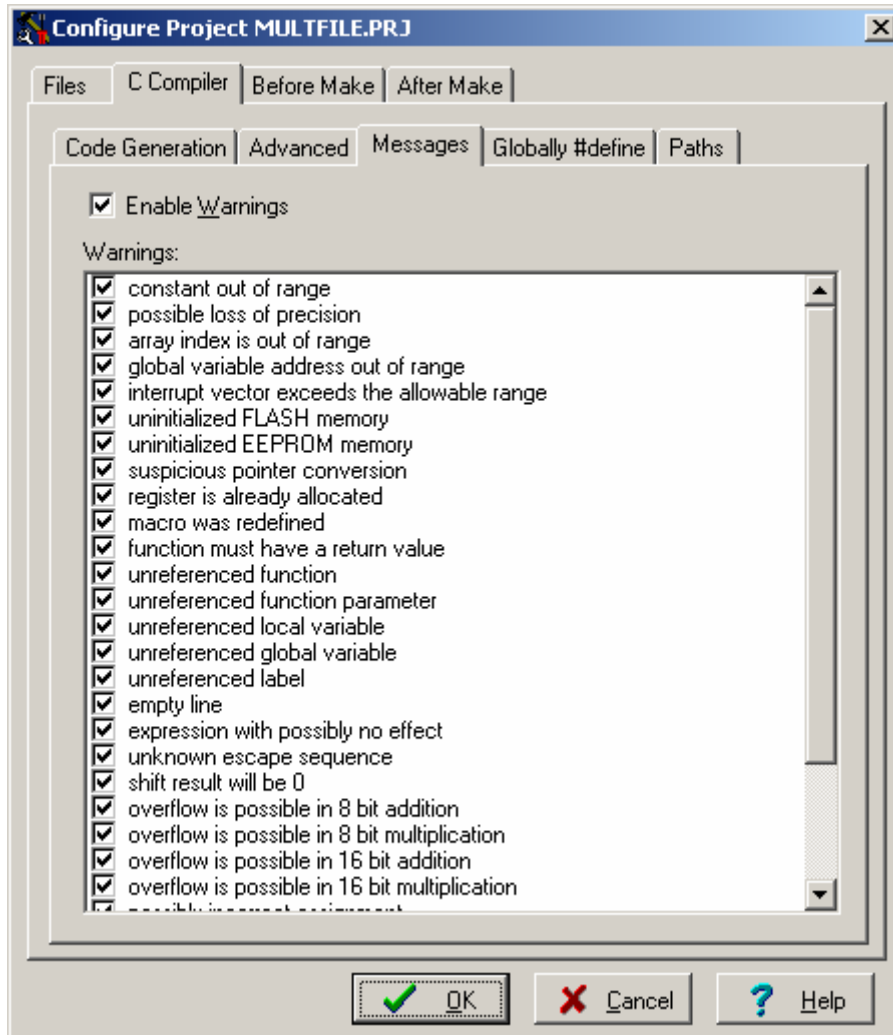 Configure Project MULTFILE.PRJ
Files C Compiler Before Make After Make
Code Generation Advanced Messages Globally #define Paths
Enable Warnings
Warnings:
constant out of range
possible loss of precision
array index is out of range
global variable address out of range
interrupt vector exceeds the allowable range
uninitialized FLASH memory
uninitialized EEPROM memory
suspicious pointer conversion
register is already allocated
macro was redefined
function must have a return value
unreferenced function
unreferenced function parameter
unreferenced local variable
unreferenced global variable
unreferenced label
empty line
expression with possibly no effect
unknown escape sequence
shift result will be 0
overflow is possible in 8 bit addition
overflow is possible in 8 bit multiplication
overflow is possible in 16 bit addition
overflow is possible in 16 bit multiplication
possibly incorrect assignment
OK Cancel ? Help